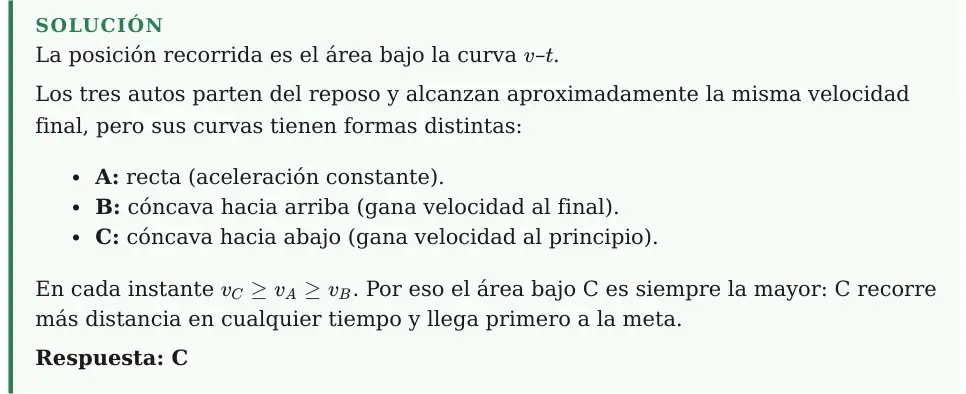 SOLUCIÓN
La posición recorrida es el área bajo la curva v–t.
Los tres autos parten del reposo y alcanzan aproximadamente la misma velocidad
final, pero sus curvas tienen formas distintas:
• A: recta (aceleración constante).
• B: cóncava hacia arriba (gana velocidad al final).
• C: cóncava hacia abajo (gana velocidad al principio).
En cada instante v_C ≥ v_A ≥ v_B. Por eso el área bajo C es siempre la mayor: C recorre
más distancia en cualquier tiempo y llega primero a la meta.
Respuesta: C